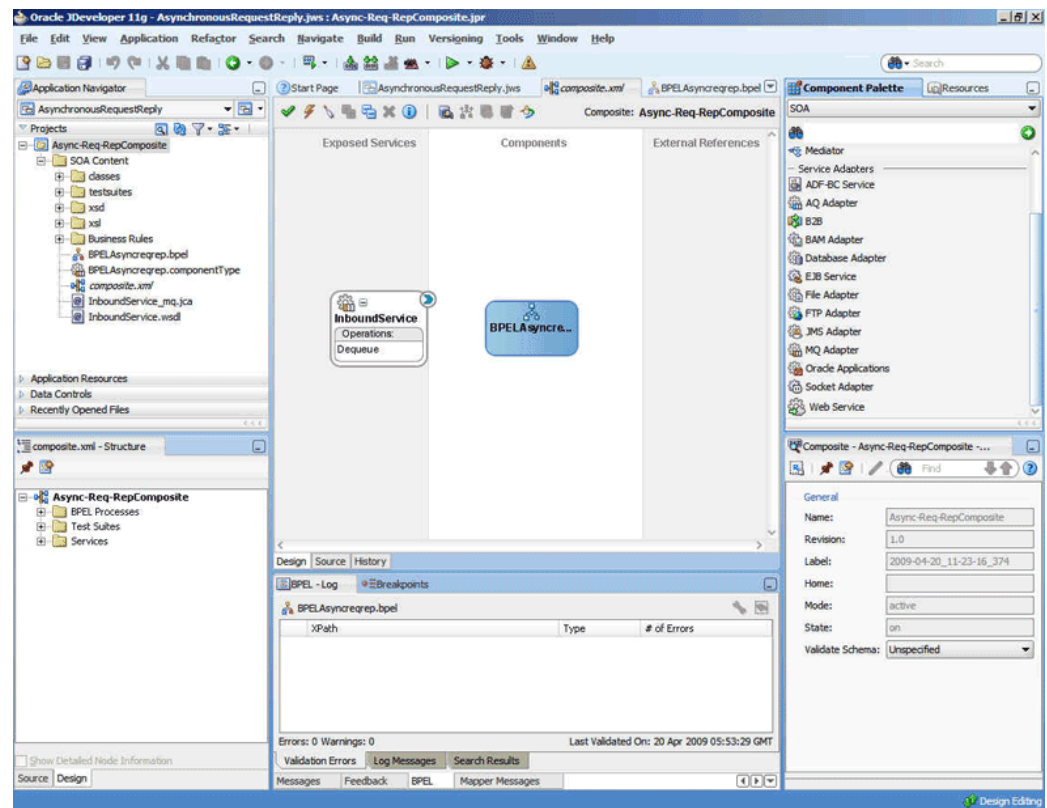 Oracle JDeveloper 11g - AsynchronousRequestReply.jws : Async-Req-RepComposite.jpr
File Edit View Application Refactor Search Navigate Build Run Versioning Tools Window Help
Search
Application Navigator
AsynchronousRequestReply
Projects
Async-Req-RepComposite
SOA Content
classes
testsuites
xsd
xsl
Business Rules
BPELAsyncreqrep.bpel
BPELAsyncreqrep.componentType
composite.xml
InboundService_mq.jca
InboundService.wsdl
Application Resources
Data Controls
Recently Opened Files
composite.xml - Structure
Async-Req-RepComposite
BPEL Processes
Test Suites
Services
Show Detailed Node Information
Source Design
Start Page AsynchronousRequestReply.jws composite.xml BPELAsyncreqrep.bpel
Composite: Async-Req-RepComposite
Exposed Services Components External References
InboundService
Operations:
Dequeue
BPELAsyncre...
Design Source History
BPEL - Log Breakpoints
BPELAsyncreqrep.bpel
XPath Type # of Errors
Errors: 0 Warnings: 0 Last Validated On: 20 Apr 2009 05:53:29 GMT
Validation Errors Log Messages Search Results
Messages Feedback BPEL Mapper Messages
Component Palette Resources
SOA
Mediator
Service Adapters
ADF-BC Service
AQ Adapter
B2B
BAM Adapter
Database Adapter
EJB Service
File Adapter
FTP Adapter
JMS Adapter
MQ Adapter
Oracle Applications
Socket Adapter
Web Service
Composite - Async-Req-RepComposite -...
Find
General
Name: Async-Req-RepComposite
Revision: 1.0
Label: 2009-04-20_11-23-16_374
Home:
Mode: active
State: on
Validate Schema: Unspecified
Design Editing